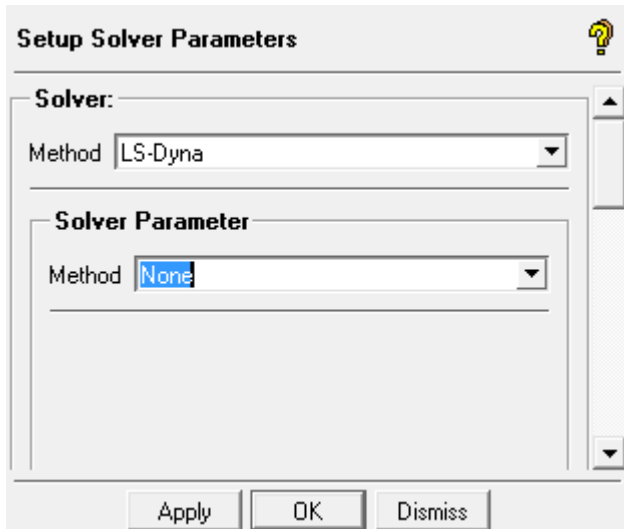 Setup Solver Parameters
Solver:
Method LS-Dyna
Solver Parameter
Method None
Apply OK Dismiss